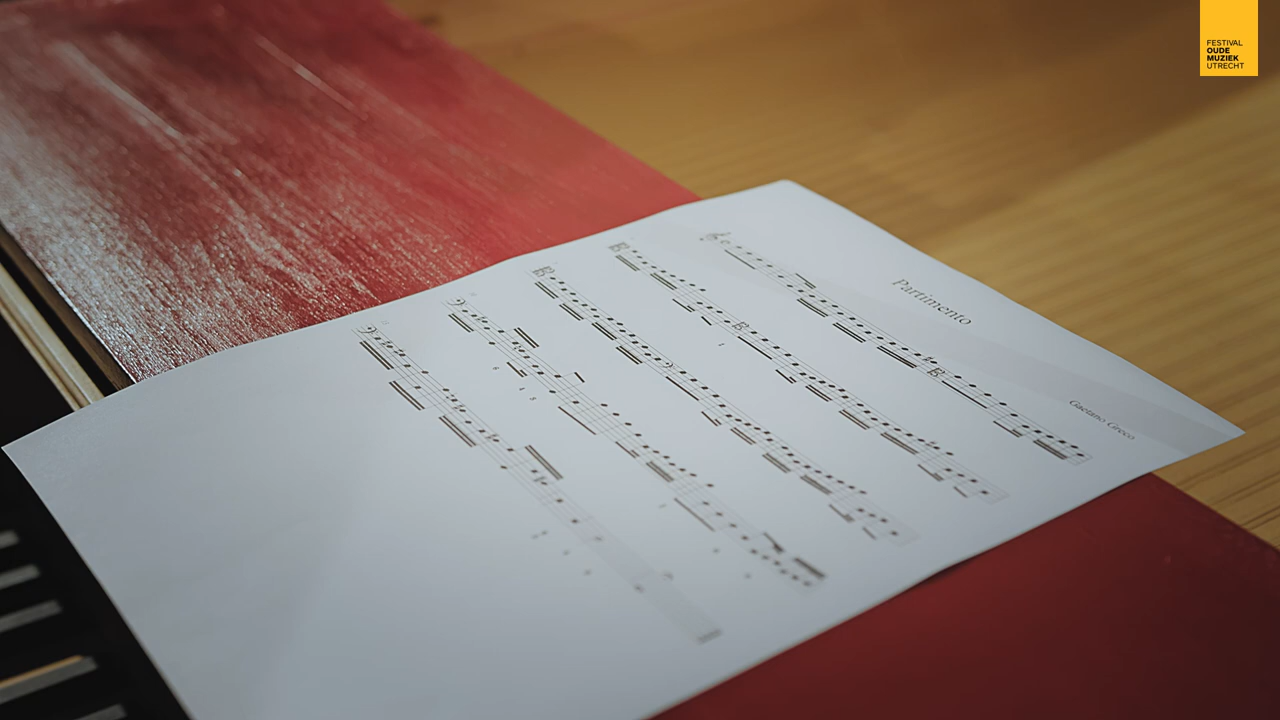 FESTIVAL
OUDE
MUZIEK
UTRECHT
Partimento
Gaetano Greco